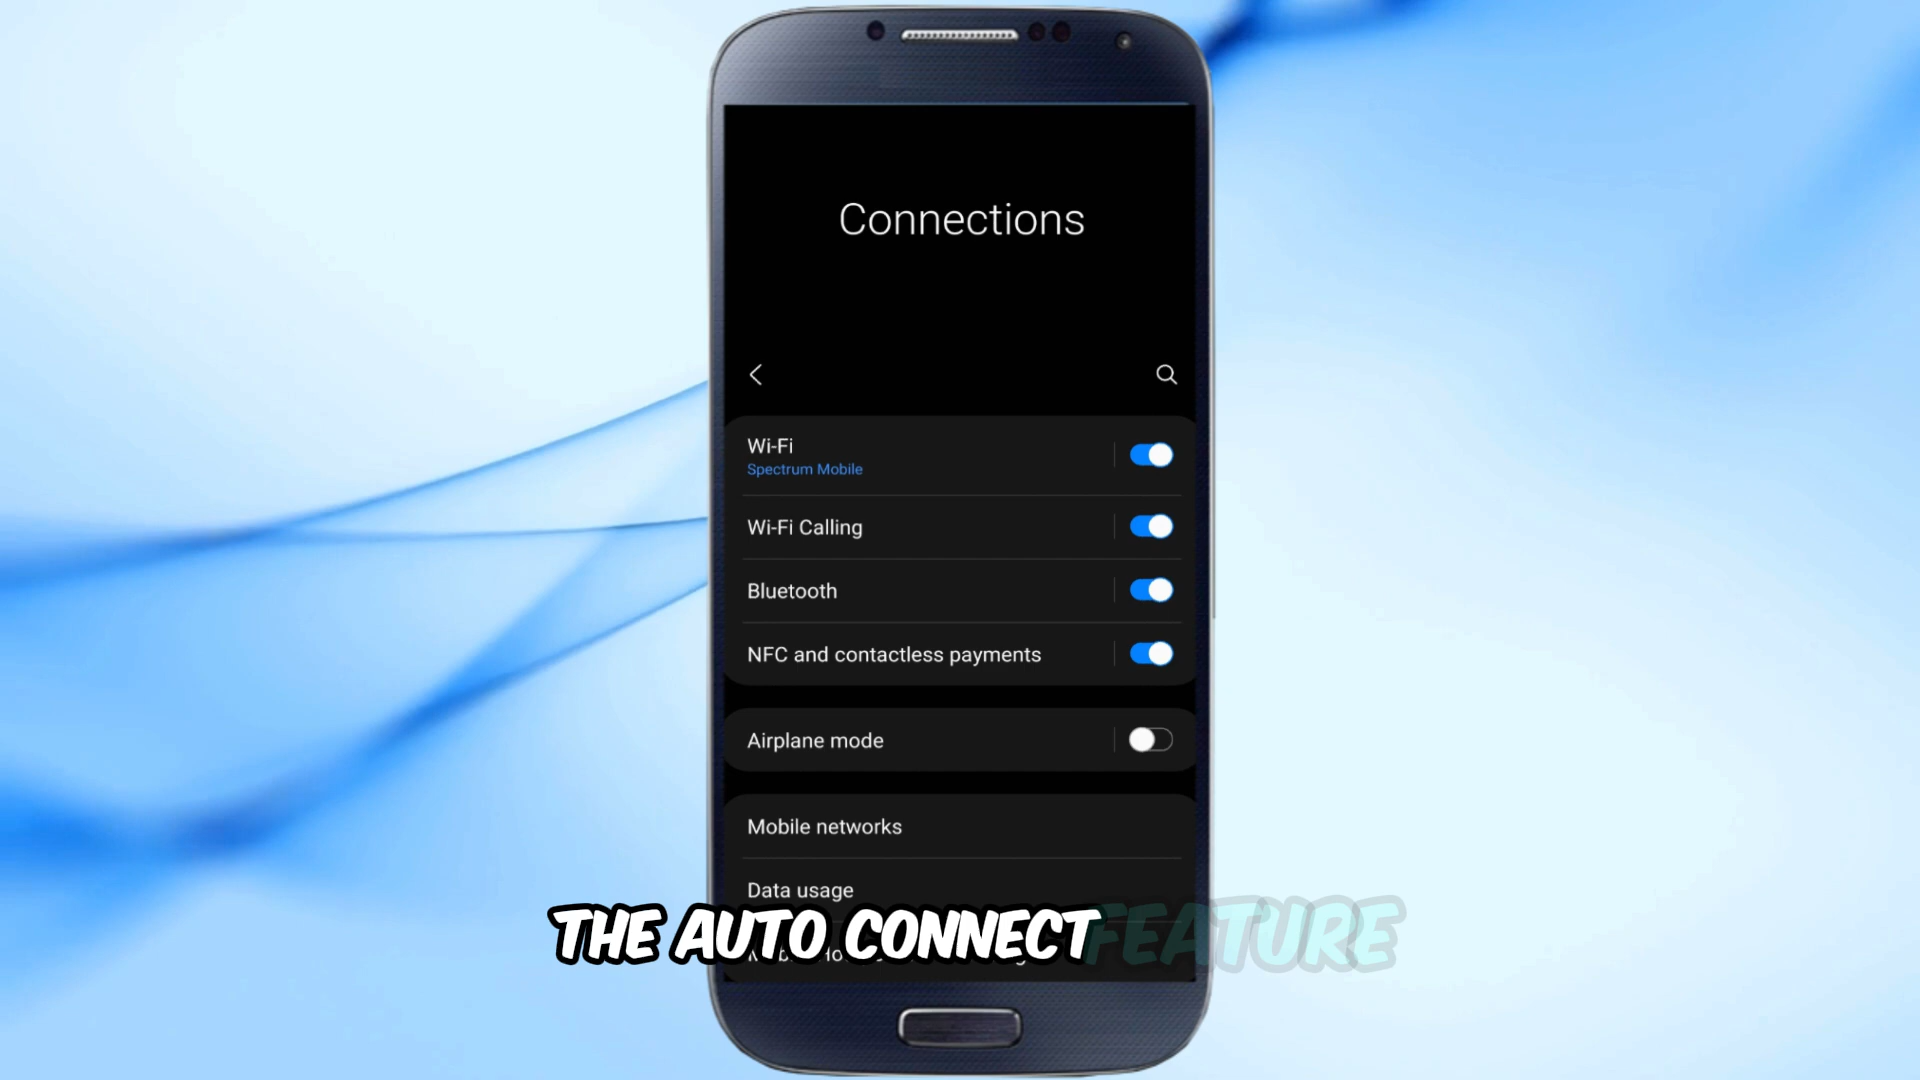 Connections
Wi-Fi
Spectrum Mobile
Wi-Fi Calling
Bluetooth
NFC and contactless payments
Airplane mode
Mobile networks
Data usage
THE AUTO CONNECT FEATURE